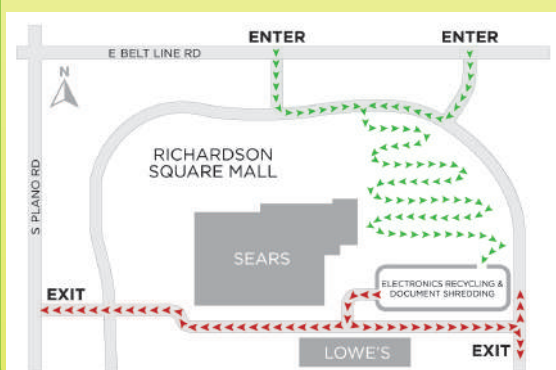 ENTER
ENTER
E BELT LINE RD
N
S PLANO RD
RICHARDSON
SQUARE MALL
SEARS
ELECTRONICS RECYCLING &
DOCUMENT SHREDDING
EXIT
LOWE'S
EXIT